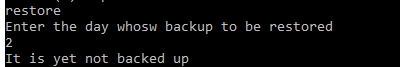 restore
Enter the day whosw backup to be restored
2
It is yet not backed up